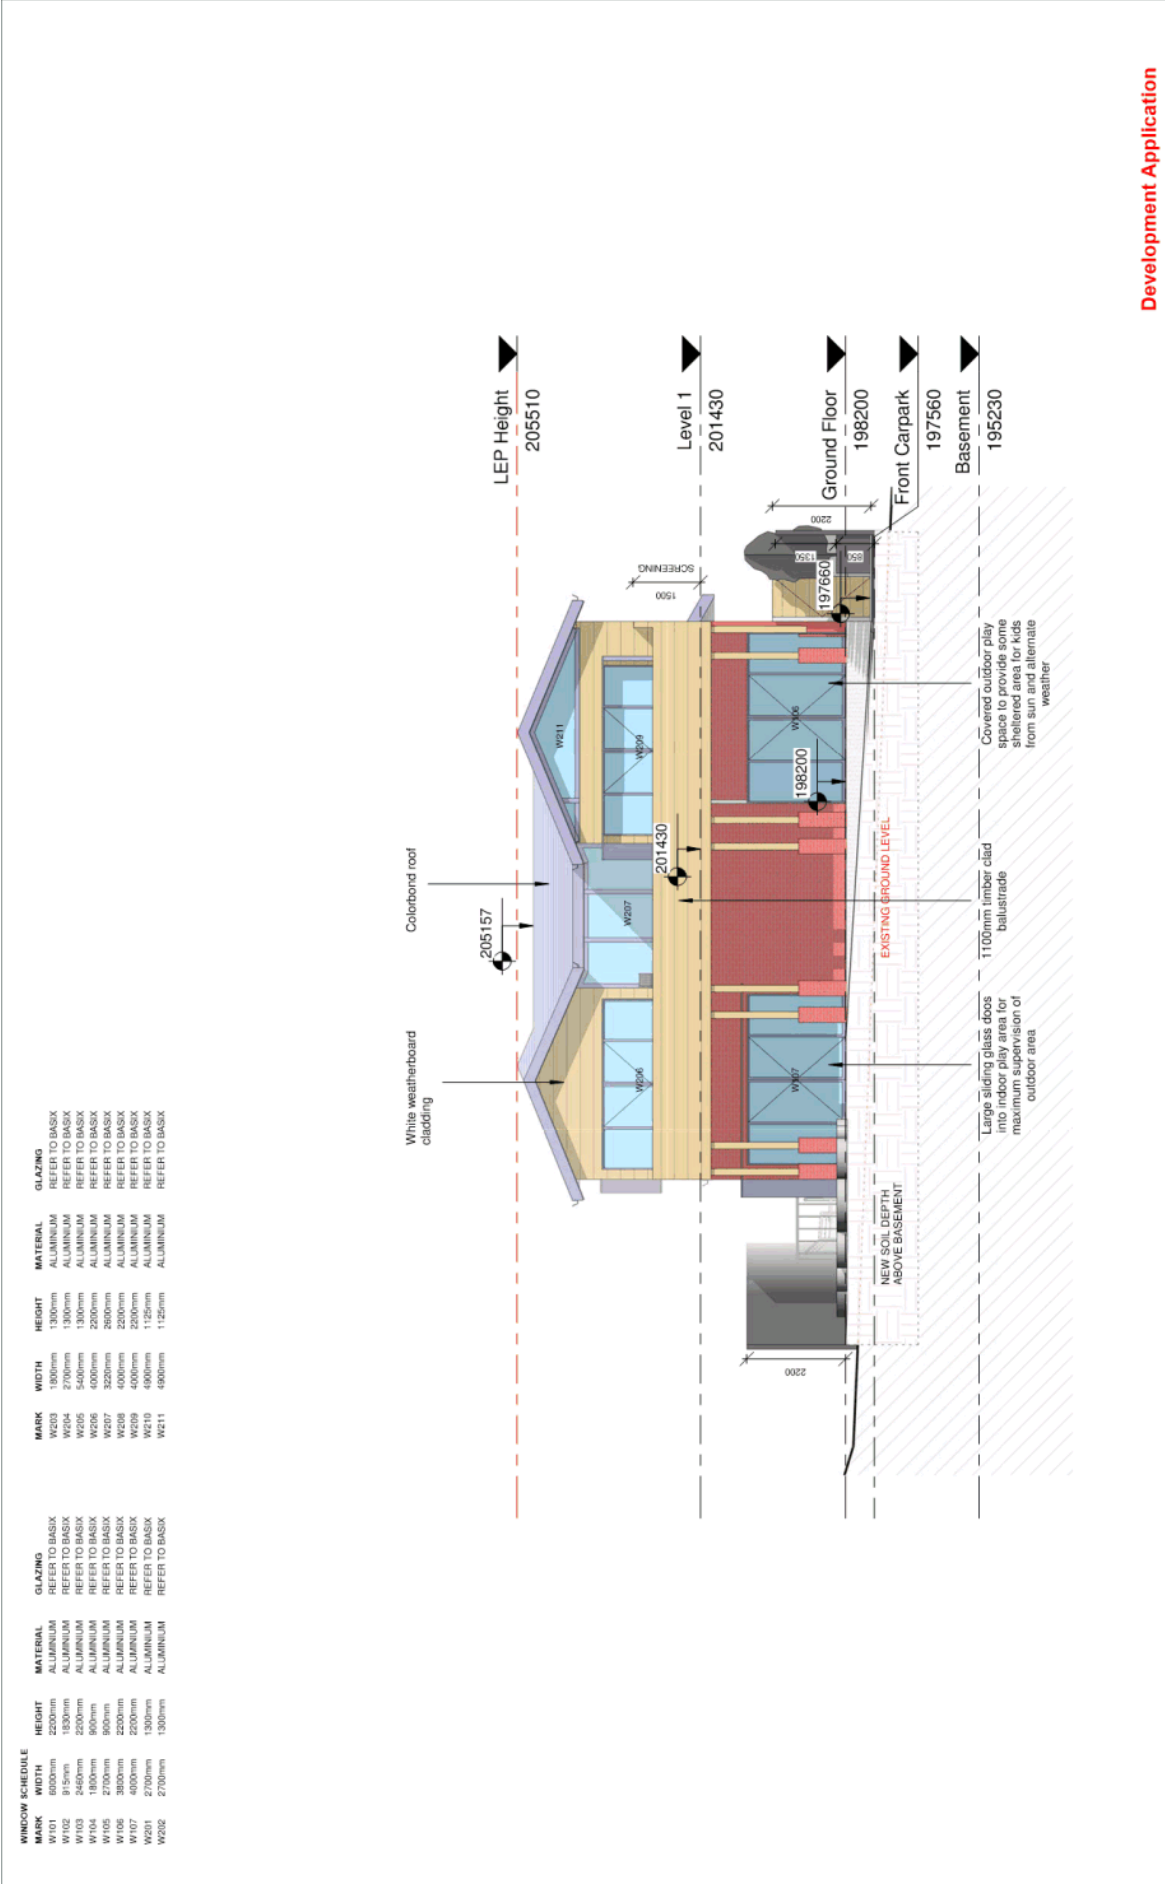 WINDOW SCHEDULE
MARK WIDTH HEIGHT MATERIAL GLAZING
W101 6000mm 2200mm ALUMINIUM REFER TO BASIX
W102 915mm 1830mm ALUMINIUM REFER TO BASIX
W103 2460mm 2200mm ALUMINIUM REFER TO BASIX
W104 1800mm 900mm ALUMINIUM REFER TO BASIX
W105 2700mm 900mm ALUMINIUM REFER TO BASIX
W106 3800mm 2200mm ALUMINIUM REFER TO BASIX
W107 4000mm 2200mm ALUMINIUM REFER TO BASIX
W201 2700mm 1300mm ALUMINIUM REFER TO BASIX
W202 2700mm 1300mm ALUMINIUM REFER TO BASIX
MARK WIDTH HEIGHT MATERIAL GLAZING
W203 1800mm 1300mm ALUMINIUM REFER TO BASIX
W204 2700mm 1300mm ALUMINIUM REFER TO BASIX
W205 5400mm 1300mm ALUMINIUM REFER TO BASIX
W206 4000mm 2200mm ALUMINIUM REFER TO BASIX
W207 3220mm 2600mm ALUMINIUM REFER TO BASIX
W208 4000mm 2200mm ALUMINIUM REFER TO BASIX
W209 4000mm 2200mm ALUMINIUM REFER TO BASIX
W210 4900mm 1125mm ALUMINIUM REFER TO BASIX
W211 4900mm 1125mm ALUMINIUM REFER TO BASIX
White weatherboard
cladding
Colorbond roof
205157
LEP Height
205510
W211
W206
W207
W209
201430
1500
SCREENING
Level 1
201430
2200
W107
W106
198200
197660
1350
850
2200
Ground Floor
198200
Front Carpark
197560
Basement
195230
EXISTING GROUND LEVEL
NEW SOIL DEPTH
ABOVE BASEMENT
Large sliding glass doos
into indoor play area for
maximum supervision of
outdoor area
1100mm timber clad
balustrade
Covered outdoor play
space to provide some
sheltered area for kids
from sun and alternate
weather
Development Application